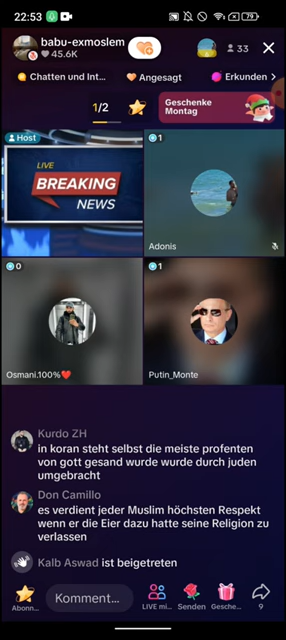 22:53
79
babu-exmoslem
45.6K
33
Chatten und Int...
Angesagt
Erkunden
1/2
Geschenke
Montag
Host
1
LIVE
BREAKING
NEWS
Adonis
0
1
Osmani.100%❤️
Putin_Monte
Kurdo ZH
in koran steht selbst die meiste profenten
von gott gesand wurde wurde durch juden
umgebracht
Don Camillo
es verdient jeder Muslim höchsten Respekt
wenn er die Eier dazu hatte seine Religion zu
verlassen
Kalb Aswad ist beigetreten
Komment...
Abonn...
LIVE mi...
Senden
Gesche...
9